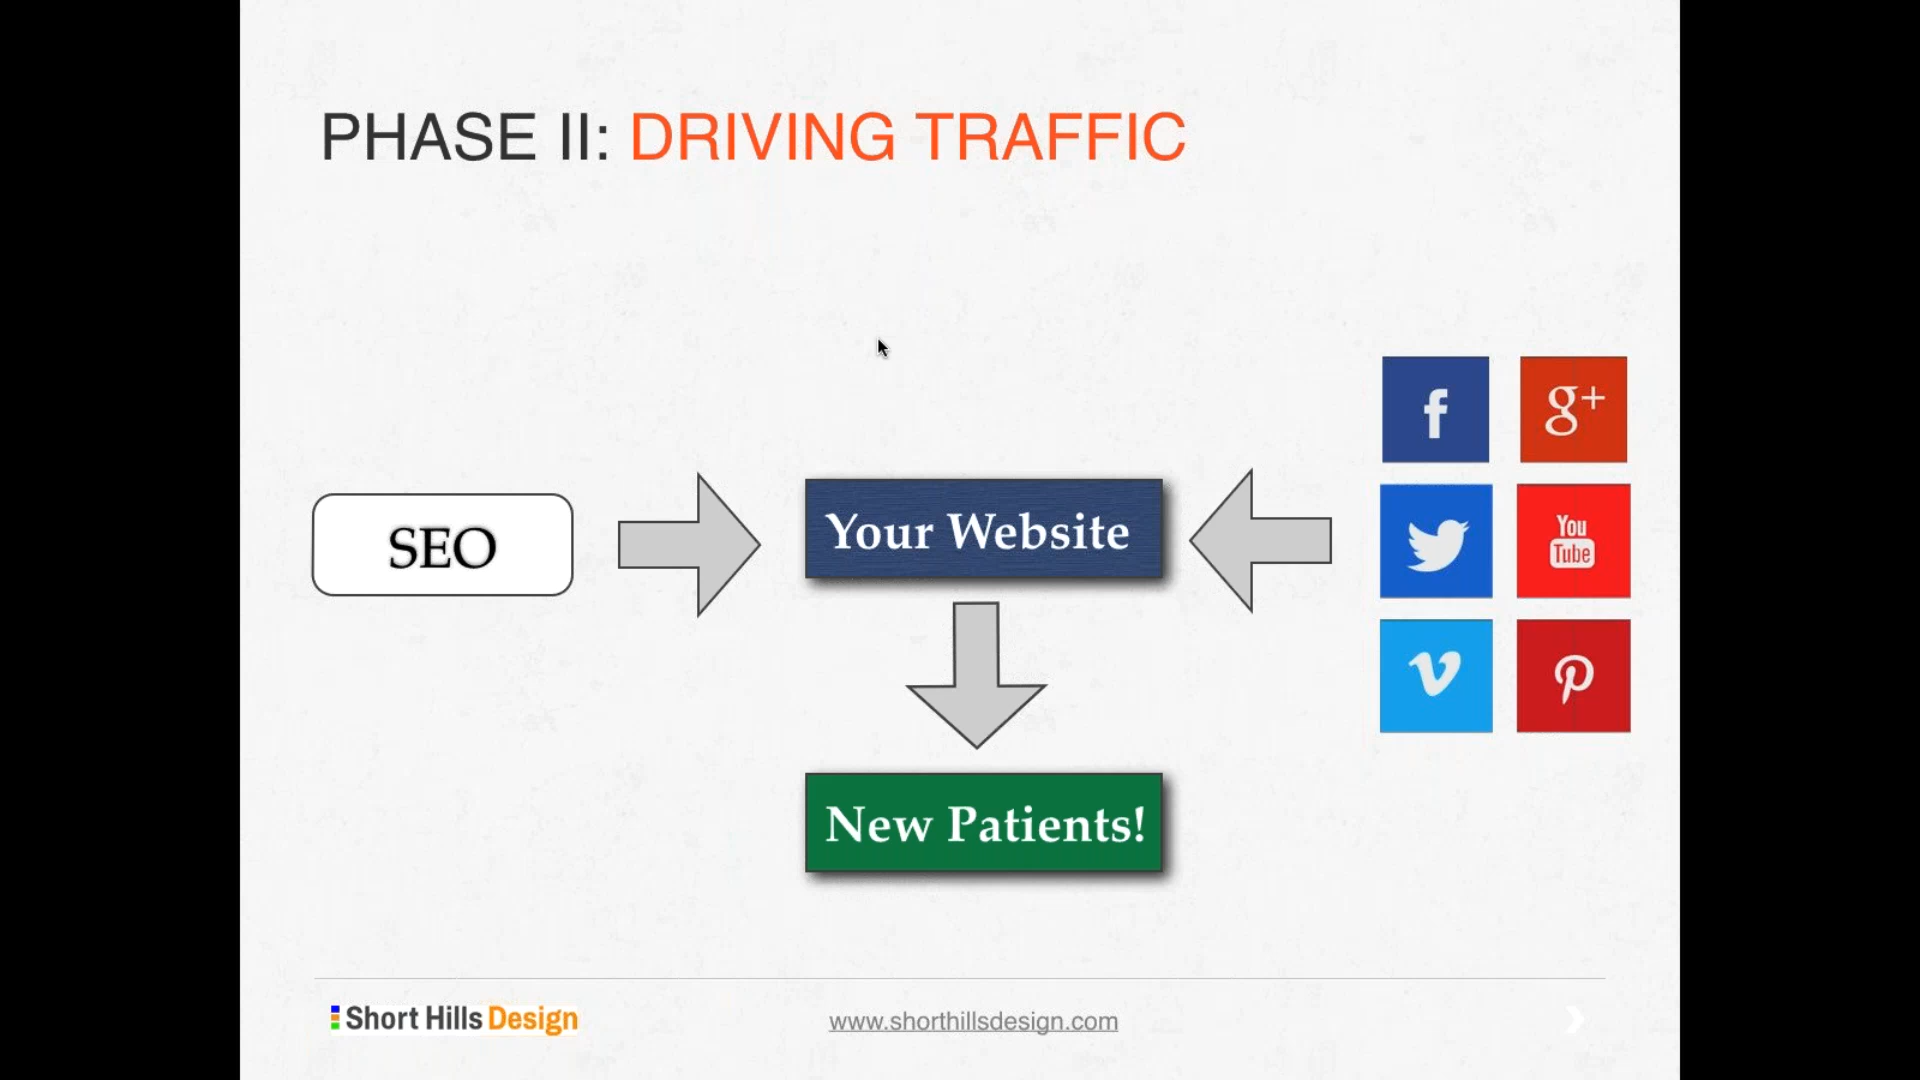 PHASE II: DRIVING TRAFFIC
SEO
Your Website
f
g+
You
Tube
New Patients!
Short Hills Design
www.shorthillsdesign.com